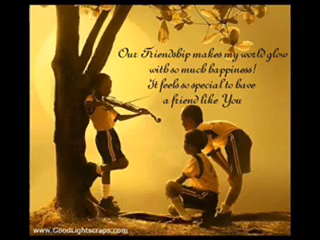 Our Friendship makes my world glow
with so much happiness!
It feels so special to have
a friend like You
www.GoodLightscraps.com